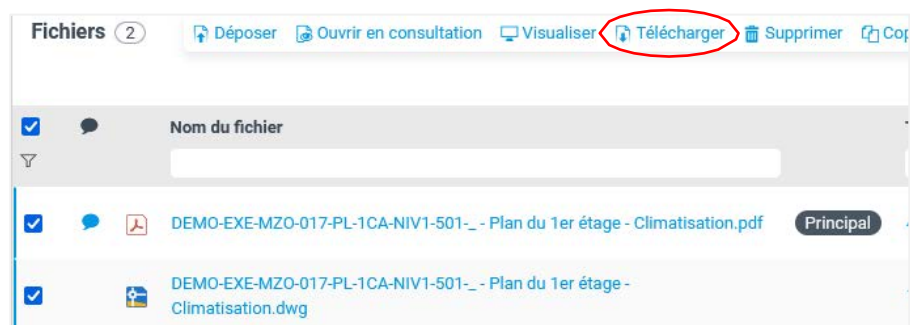 Fichiers 2 Déposer Ouvrir en consultation Visualiser Télécharger Supprimer Cop
Nom du fichier
DEMO-EXE-MZO-017-PL-1CA-NIV1-501-_ - Plan du 1er étage - Climatisation.pdf Principal
DEMO-EXE-MZO-017-PL-1CA-NIV1-501-_ - Plan du 1er étage -
Climatisation.dwg